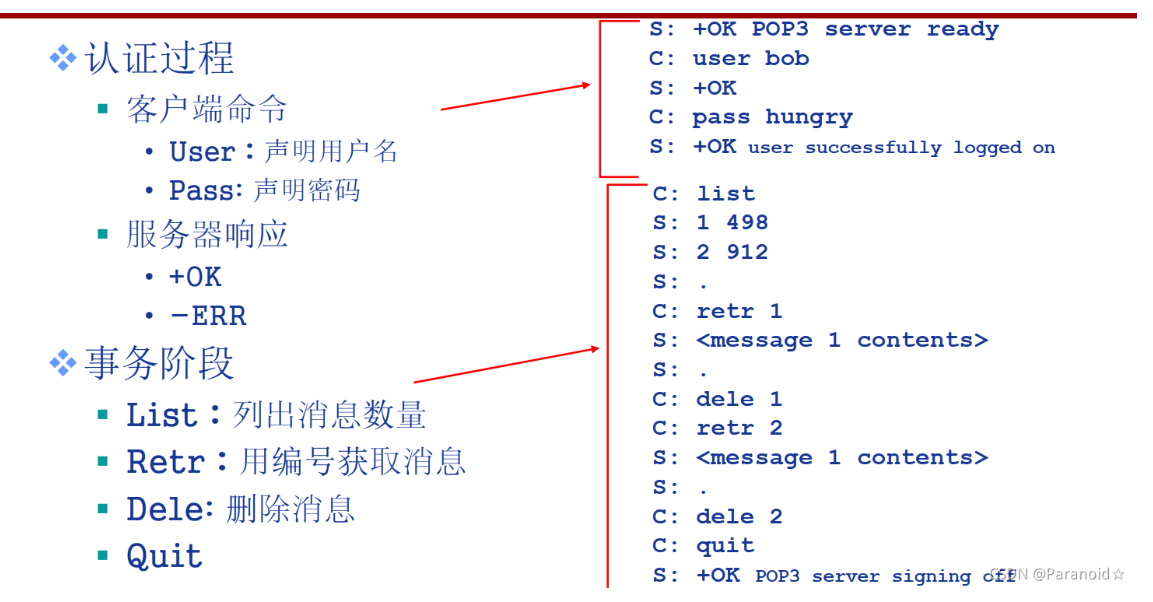 认证过程
客户端命令
User：声明用户名
Pass: 声明密码
服务器响应
+OK
-ERR
事务阶段
List：列出消息数量
Retr：用编号获取消息
Dele: 删除消息
Quit
S: +OK POP3 server ready
C: user bob
S: +OK
C: pass hungry
S: +OK user successfully logged on
C: list
S: 1 498
S: 2 912
S: .
C: retr 1
S: <message 1 contents>
S: .
C: dele 1
C: retr 2
S: <message 1 contents>
S: .
C: dele 2
C: quit
S: +OK POP3 server signing off
CSDN @Paranoid☆